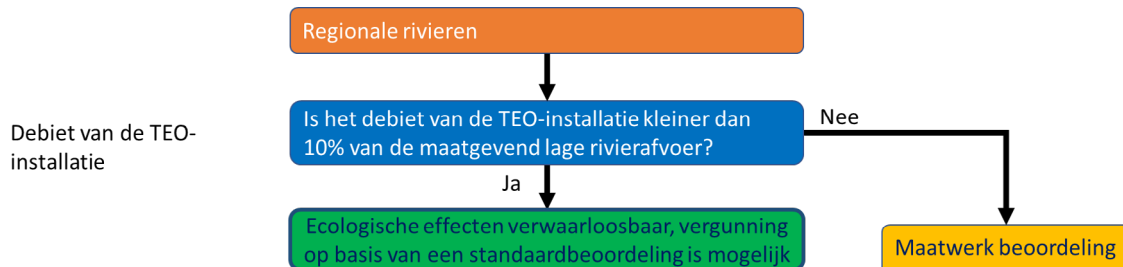 Regionale rivieren
Debiet van de TEO-
installatie
Is het debiet van de TEO-installatie kleiner dan
10% van de maatgevend lage rivierafvoer?
Nee
Ja
Ecologische effecten verwaarloosbaar, vergunning
op basis van een standaardbeoordeling is mogelijk
Maatwerk beoordeling